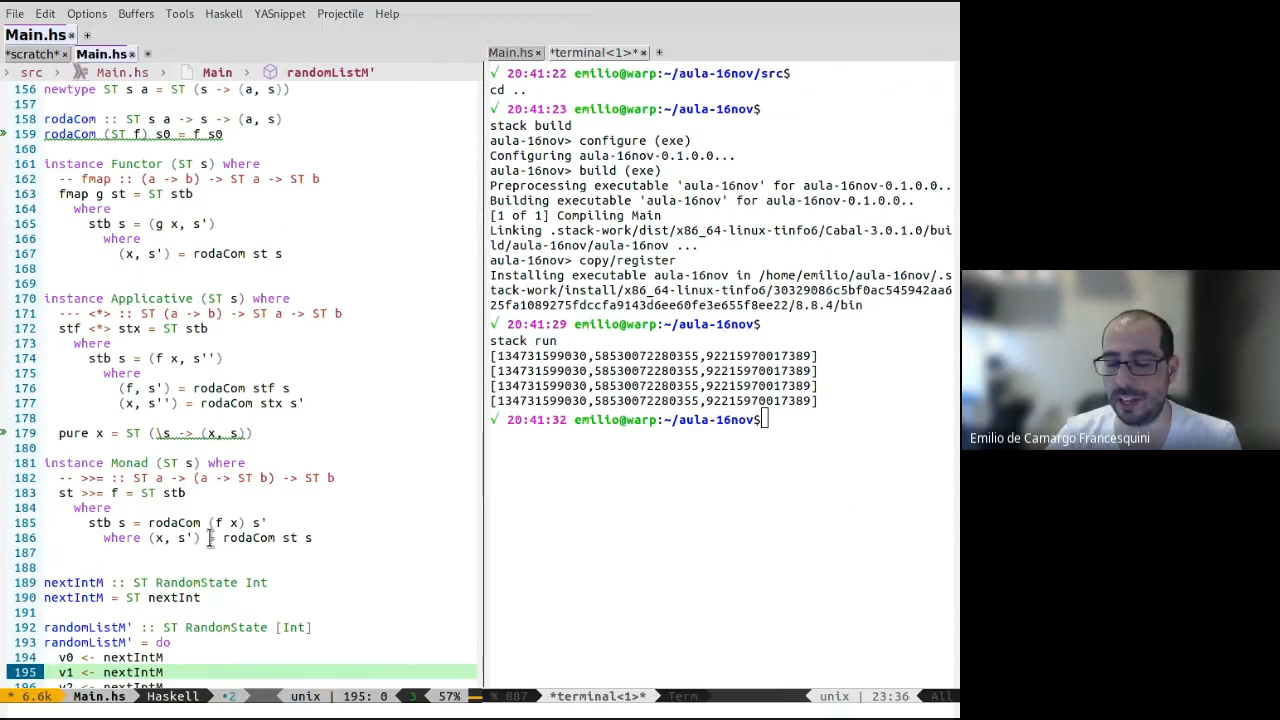 File Edit Options Buffers Tools Haskell YASnippet Projectile Help
Main.hs × +
*scratch* × Main.hs × +
> src > Main.hs > Main > randomListM'
156 newtype ST s a = ST (s -> (a, s))
157
158 rodaCom :: ST s a -> s -> (a, s)
159 rodaCom (ST f) s0 = f s0
160
161 instance Functor (ST s) where
162 -- fmap :: (a -> b) -> ST a -> ST b
163 fmap g st = ST stb
164 where
165 stb s = (g x, s')
166 where
167 (x, s') = rodaCom st s
168
169
170 instance Applicative (ST s) where
171 --- <*> :: ST (a -> b) -> ST a -> ST b
172 stf <*> stx = ST stb
173 where
174 stb s = (f x, s'')
175 where
176 (f, s') = rodaCom stf s
177 (x, s'') = rodaCom stx s'
178
179 pure x = ST (\s -> (x, s))
180
181 instance Monad (ST s) where
182 -- >>= :: ST a -> (a -> ST b) -> ST b
183 st >>= f = ST stb
184 where
185 stb s = rodaCom (f x) s'
186 where (x, s') = rodaCom st s
187
188
189 nextIntM :: ST RandomState Int
190 nextIntM = ST nextInt
191
192 randomListM' :: ST RandomState [Int]
193 randomListM' = do
194 v0 <- nextIntM
195 v1 <- nextIntM
196 v2 <- nextIntM
* 6.6k Main.hs Haskell •2 unix | 195: 0 3 57%
Main.hs × *terminal<1>* × +
√ 20:41:22 emilio@warp:~/aula-16nov/src$
cd ..
√ 20:41:23 emilio@warp:~/aula-16nov$
stack build
aula-16nov> configure (exe)
Configuring aula-16nov-0.1.0.0...
aula-16nov> build (exe)
Preprocessing executable 'aula-16nov' for aula-16nov-0.1.0.0..
Building executable 'aula-16nov' for aula-16nov-0.1.0.0..
[1 of 1] Compiling Main
Linking .stack-work/dist/x86_64-linux-tinfo6/Cabal-3.0.1.0/bui
ld/aula-16nov/aula-16nov ...
aula-16nov> copy/register
Installing executable aula-16nov in /home/emilio/aula-16nov/.s
tack-work/install/x86_64-linux-tinfo6/30329086c5bf0ac545942aa6
25fa1089275fdccfa9143d6ee60fe3e655f8ee22/8.8.4/bin
√ 20:41:29 emilio@warp:~/aula-16nov$
stack run
[134731599030,58530072280355,92215970017389]
[134731599030,58530072280355,92215970017389]
[134731599030,58530072280355,92215970017389]
[134731599030,58530072280355,92215970017389]
√ 20:41:32 emilio@warp:~/aula-16nov$
% 887 *terminal<1>* Term unix | 23:36 All
Emilio de Camargo Francesquini